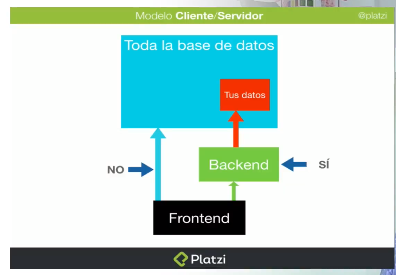 Modelo Cliente/Servidor
@platzi
Toda la base de datos
Tus datos
NO
Backend
SÍ
Frontend
Platzi